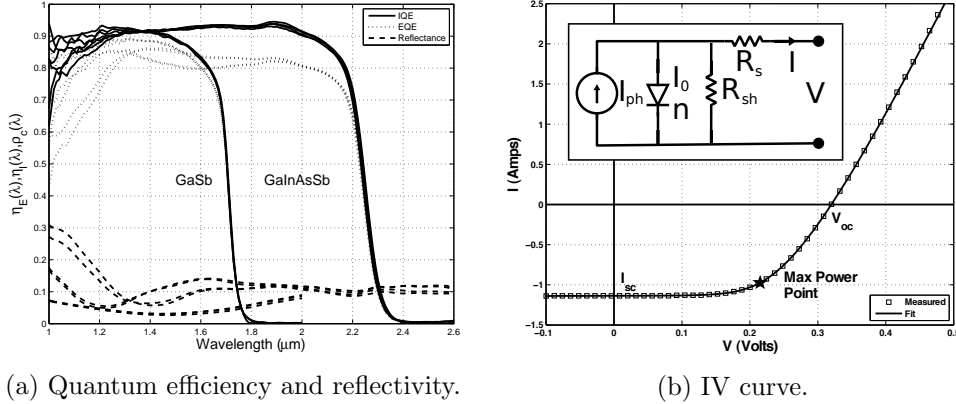 1
0.9
0.8
0.7
0.6
0.5
0.4
0.3
0.2
0.1
0
η_E(λ),η_I(λ),ρ_c(λ)
IQE
EQE
Reflectance
GaSb
GaInAsSb
1
1.2
1.4
1.6
1.8
2
2.2
2.4
2.6
Wavelength (μm)
(a) Quantum efficiency and reflectivity.
2.5
2
1.5
1
0.5
0
−0.5
−1
−1.5
I (Amps)
I_ph
I_0
n
R_sh
R_s
I
V
V_oc
I_sc
Max Power
Point
Measured
Fit
−0.1
0
0.1
0.2
0.3
0.4
0.5
V (Volts)
(b) IV curve.